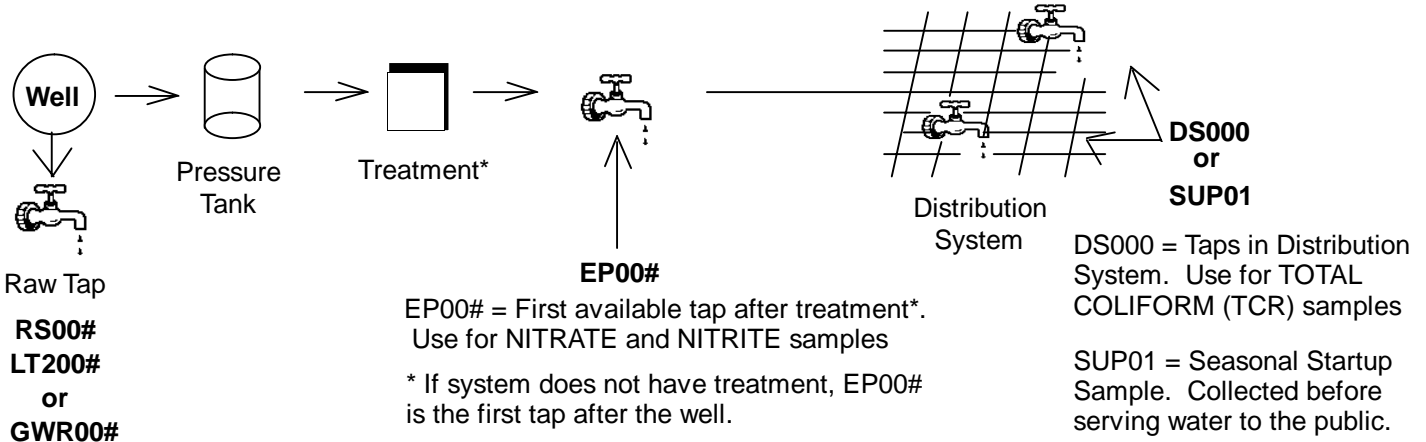 Well
Pressure
Tank
Treatment*
Raw Tap
RS00#
LT200#
or
GWR00#
EP00#
EP00# = First available tap after treatment*.
Use for NITRATE and NITRITE samples
* If system does not have treatment, EP00#
is the first tap after the well.
Distribution
System
DS000
or
SUP01
DS000 = Taps in Distribution
System. Use for TOTAL
COLIFORM (TCR) samples
SUP01 = Seasonal Startup
Sample. Collected before
serving water to the public.